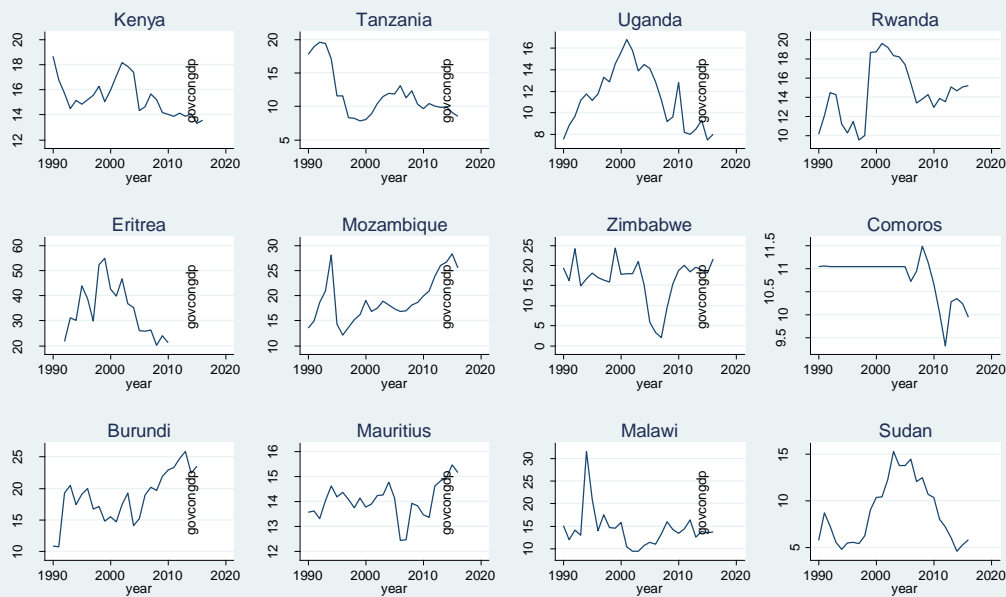 Kenya
20
18
16
14
12
1990 2000 2010 2020
year
govcongdp
Tanzania
20
15
10
5
1990 2000 2010 2020
year
govcongdp
Uganda
16
14
12
10
8
1990 2000 2010 2020
year
govcongdp
Rwanda
20
18
16
14
12
10
1990 2000 2010 2020
year
Eritrea
60
50
40
30
20
1990 2000 2010 2020
year
govcongdp
Mozambique
30
25
20
15
10
1990 2000 2010 2020
year
govcongdp
Zimbabwe
25
20
15
10
5
0
1990 2000 2010 2020
year
govcongdp
Comoros
11.5
11
10.5
10
9.5
1990 2000 2010 2020
year
Burundi
25
20
15
10
1990 2000 2010 2020
year
govcongdp
Mauritius
16
15
14
13
12
1990 2000 2010 2020
year
govcongdp
Malawi
30
25
20
15
10
1990 2000 2010 2020
year
govcongdp
Sudan
15
10
5
1990 2000 2010 2020
year